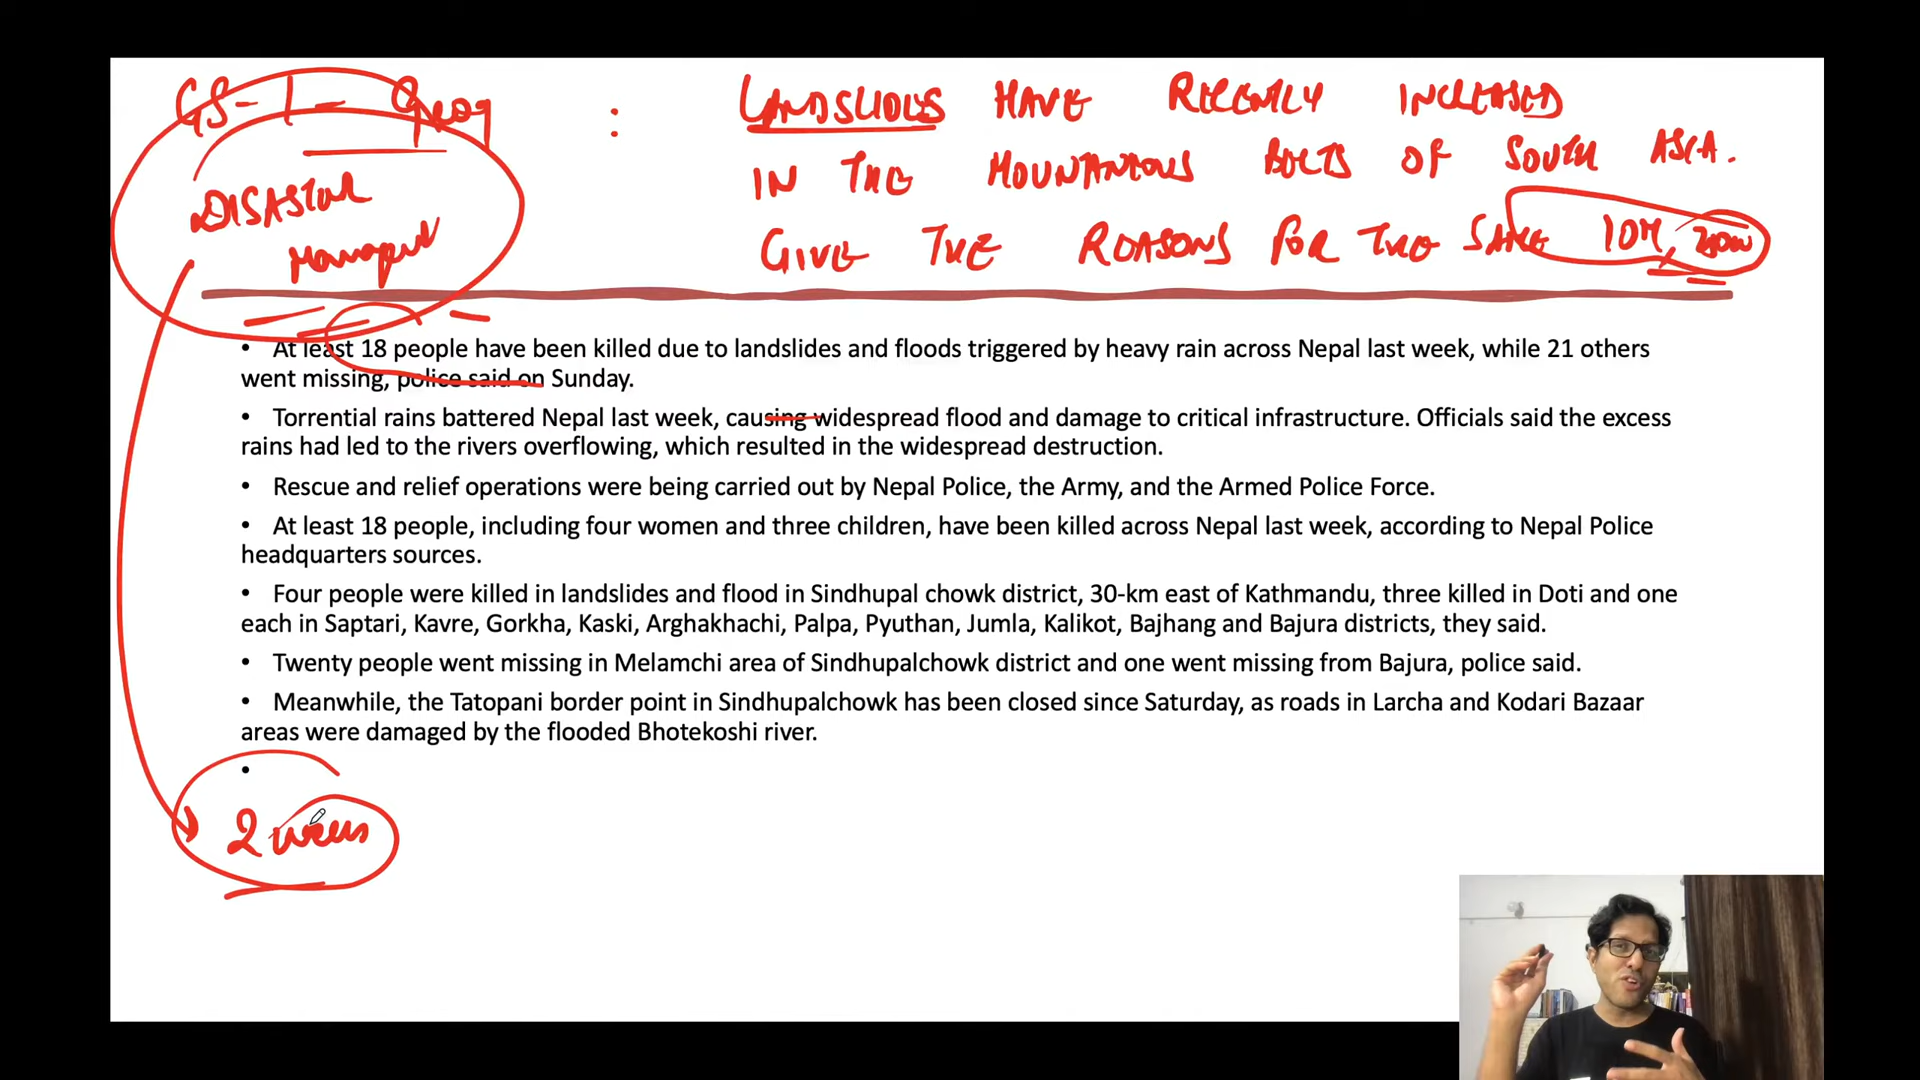 GS-1- Geog : LANDSLIDES HAVE RECENTLY INCREASED
IN THE MOUNTANIOUS BELTS OF SOUTH ASIA.
DISASTER
Managemt
GIVE THE REASONS FOR THE SAME 10M,
• At least 18 people have been killed due to landslides and floods triggered by heavy rain across Nepal last week, while 21 others
went missing, police said on Sunday.
• Torrential rains battered Nepal last week, causing widespread flood and damage to critical infrastructure. Officials said the excess
rains had led to the rivers overflowing, which resulted in the widespread destruction.
• Rescue and relief operations were being carried out by Nepal Police, the Army, and the Armed Police Force.
• At least 18 people, including four women and three children, have been killed across Nepal last week, according to Nepal Police
headquarters sources.
• Four people were killed in landslides and flood in Sindhupal chowk district, 30-km east of Kathmandu, three killed in Doti and one
each in Saptari, Kavre, Gorkha, Kaski, Arghakhachi, Palpa, Pyuthan, Jumla, Kalikot, Bajhang and Bajura districts, they said.
• Twenty people went missing in Melamchi area of Sindhupalchowk district and one went missing from Bajura, police said.
• Meanwhile, the Tatopani border point in Sindhupalchowk has been closed since Saturday, as roads in Larcha and Kodari Bazaar
areas were damaged by the flooded Bhotekoshi river.
•
2